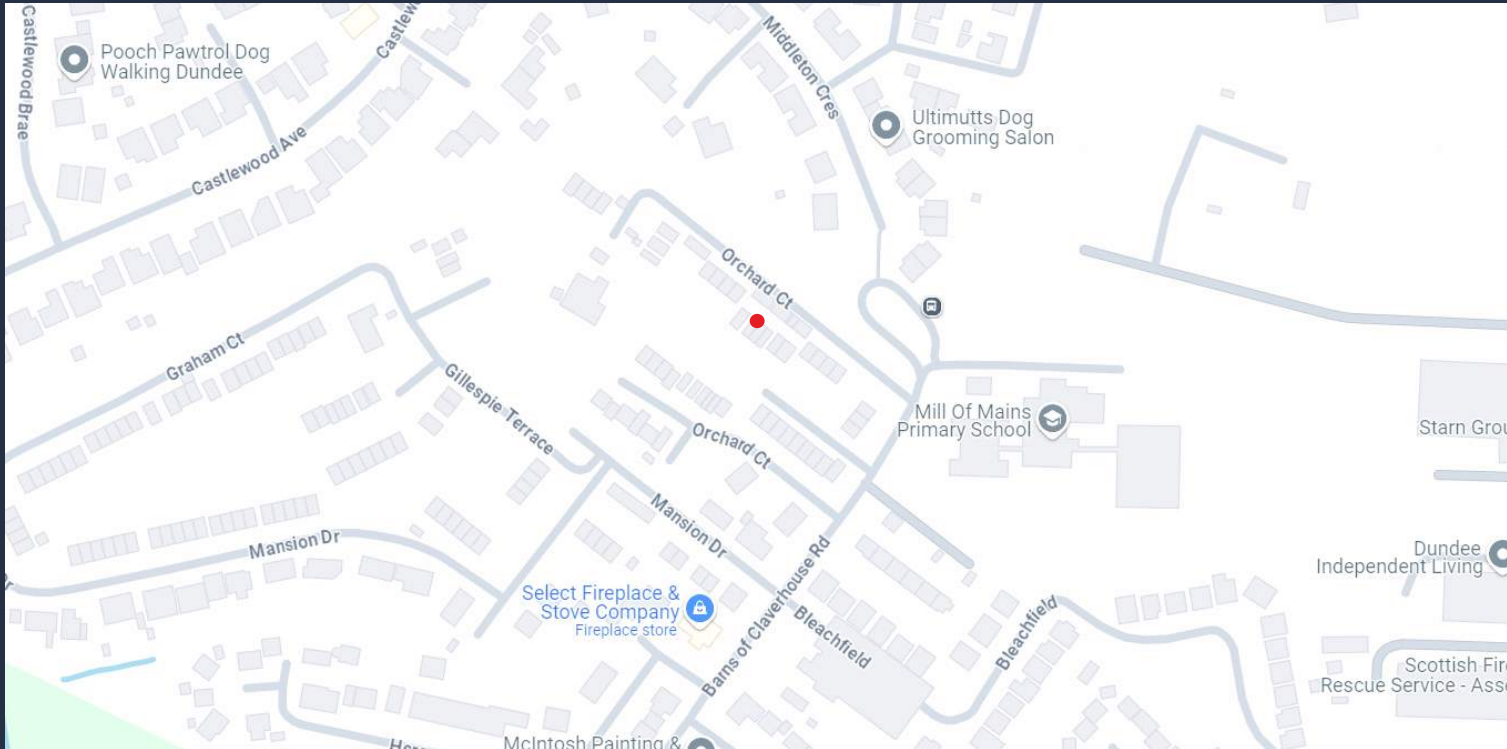 Castlewood Brae
Pooch Pawtrol Dog
Walking Dundee
Castlewood Ave
Middleton Cres
Ultimutts Dog
Grooming Salon
Orchard Ct
Graham Ct
Gillespie Terrace
Orchard Ct
Mill Of Mains
Primary School
Starn Grou
Mansion Dr
Mansion Dr
Dundee
Independent Living
Select Fireplace &
Stove Company
Fireplace store
Barns of Claverhouse Rd
Bleachfield
Bleachfield
Scottish Fire
Rescue Service - Asse
McIntosh Painting &